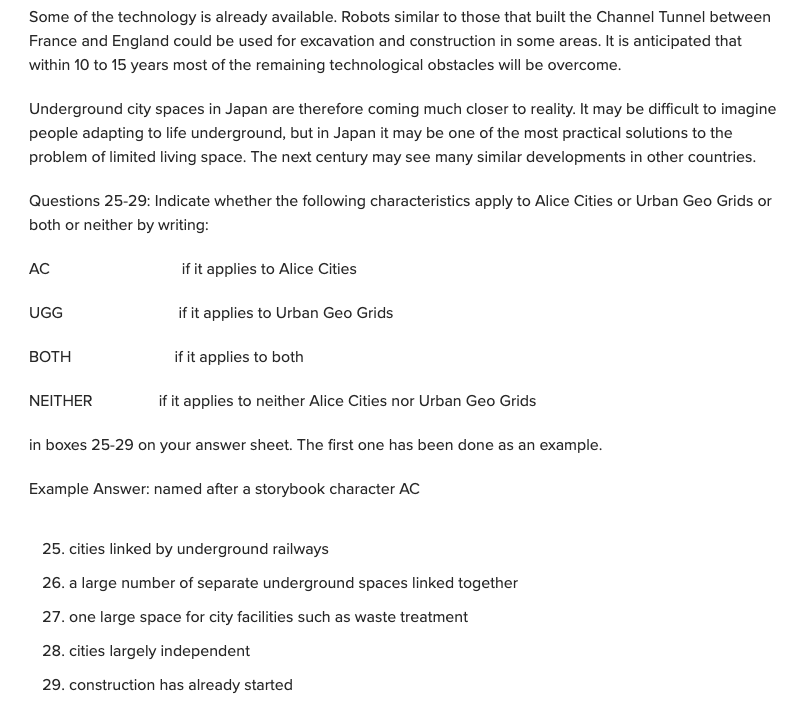 Some of the technology is already available. Robots similar to those that built the Channel Tunnel between
France and England could be used for excavation and construction in some areas. It is anticipated that
within 10 to 15 years most of the remaining technological obstacles will be overcome.
Underground city spaces in Japan are therefore coming much closer to reality. It may be difficult to imagine
people adapting to life underground, but in Japan it may be one of the most practical solutions to the
problem of limited living space. The next century may see many similar developments in other countries.
Questions 25-29: Indicate whether the following characteristics apply to Alice Cities or Urban Geo Grids or
both or neither by writing:
AC if it applies to Alice Cities
UGG if it applies to Urban Geo Grids
BOTH if it applies to both
NEITHER if it applies to neither Alice Cities nor Urban Geo Grids
in boxes 25-29 on your answer sheet. The first one has been done as an example.
Example Answer: named after a storybook character AC
25. cities linked by underground railways
26. a large number of separate underground spaces linked together
27. one large space for city facilities such as waste treatment
28. cities largely independent
29. construction has already started